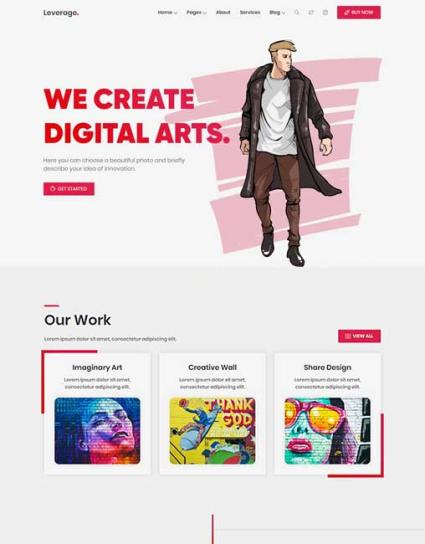 Leverage.
Home
Pages
About
Services
Blog
BUY NOW
WE CREATE
DIGITAL ARTS.
Here you can choose a beautiful photo and briefly
describe your idea of innovation.
GET STARTED
Our Work
Lorem ipsum dolor sit amet, consectetur adipiscing elit.
VIEW ALL
Imaginary Art
Lorem ipsum dolor sit amet,
consectetur adipiscing elit.
Creative Wall
Lorem ipsum dolor sit amet,
consectetur adipiscing elit.
Share Design
Lorem ipsum dolor sit amet,
consectetur adipiscing elit.
THANK
GOD